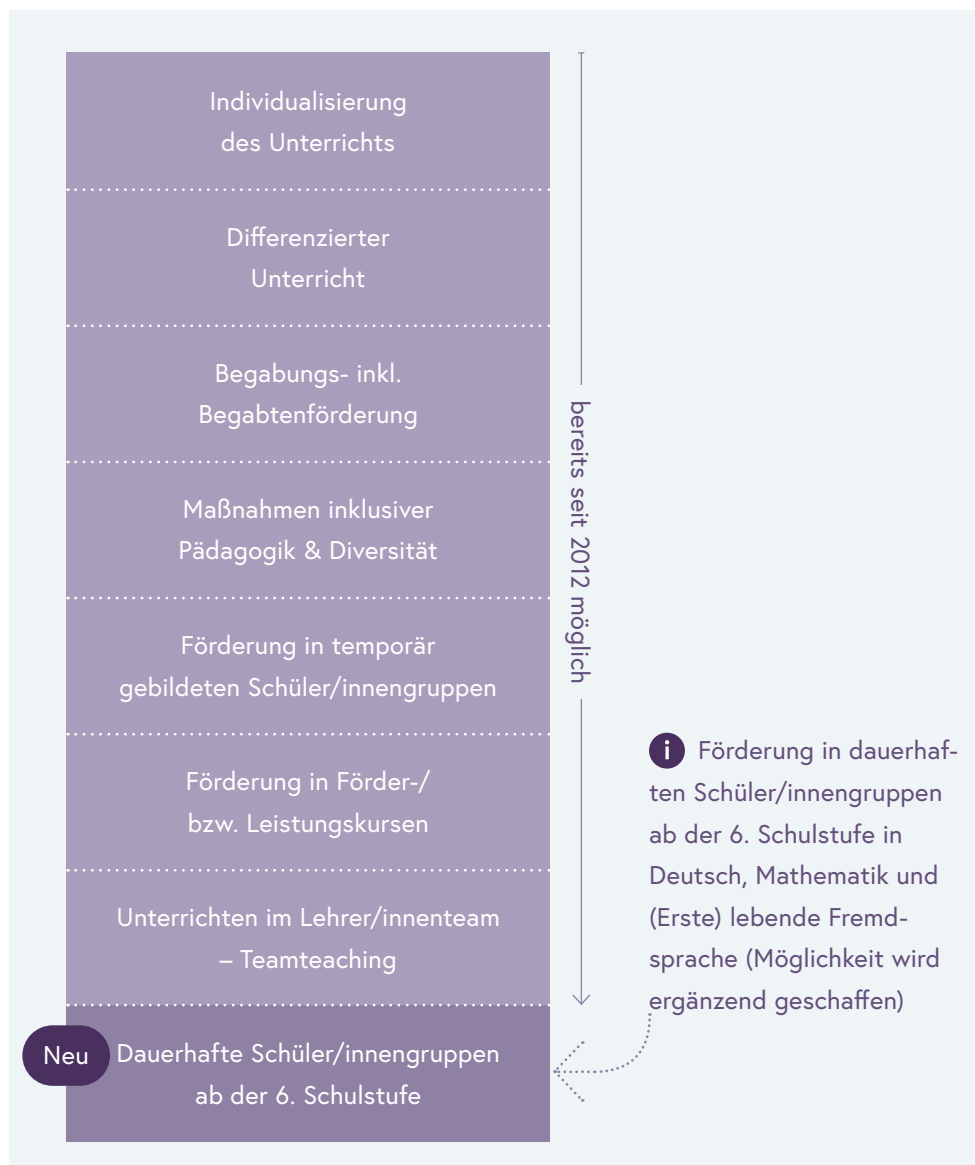 Individualisierung
des Unterrichts
Differenzierter
Unterricht
Begabungs- inkl.
Begabtenförderung
Maßnahmen inklusiver
Pädagogik & Diversität
Förderung in temporär
gebildeten Schüler/innengruppen
Förderung in Förder-/
bzw. Leistungskursen
Unterrichten im Lehrer/innenteam
– Teamteaching
Neu
Dauerhafte Schüler/innengruppen
ab der 6. Schulstufe
bereits seit 2012 möglich
i Förderung in dauerhaf-
ten Schüler/innengruppen
ab der 6. Schulstufe in
Deutsch, Mathematik und
(Erste) lebende Fremd-
sprache (Möglichkeit wird
ergänzend geschaffen)